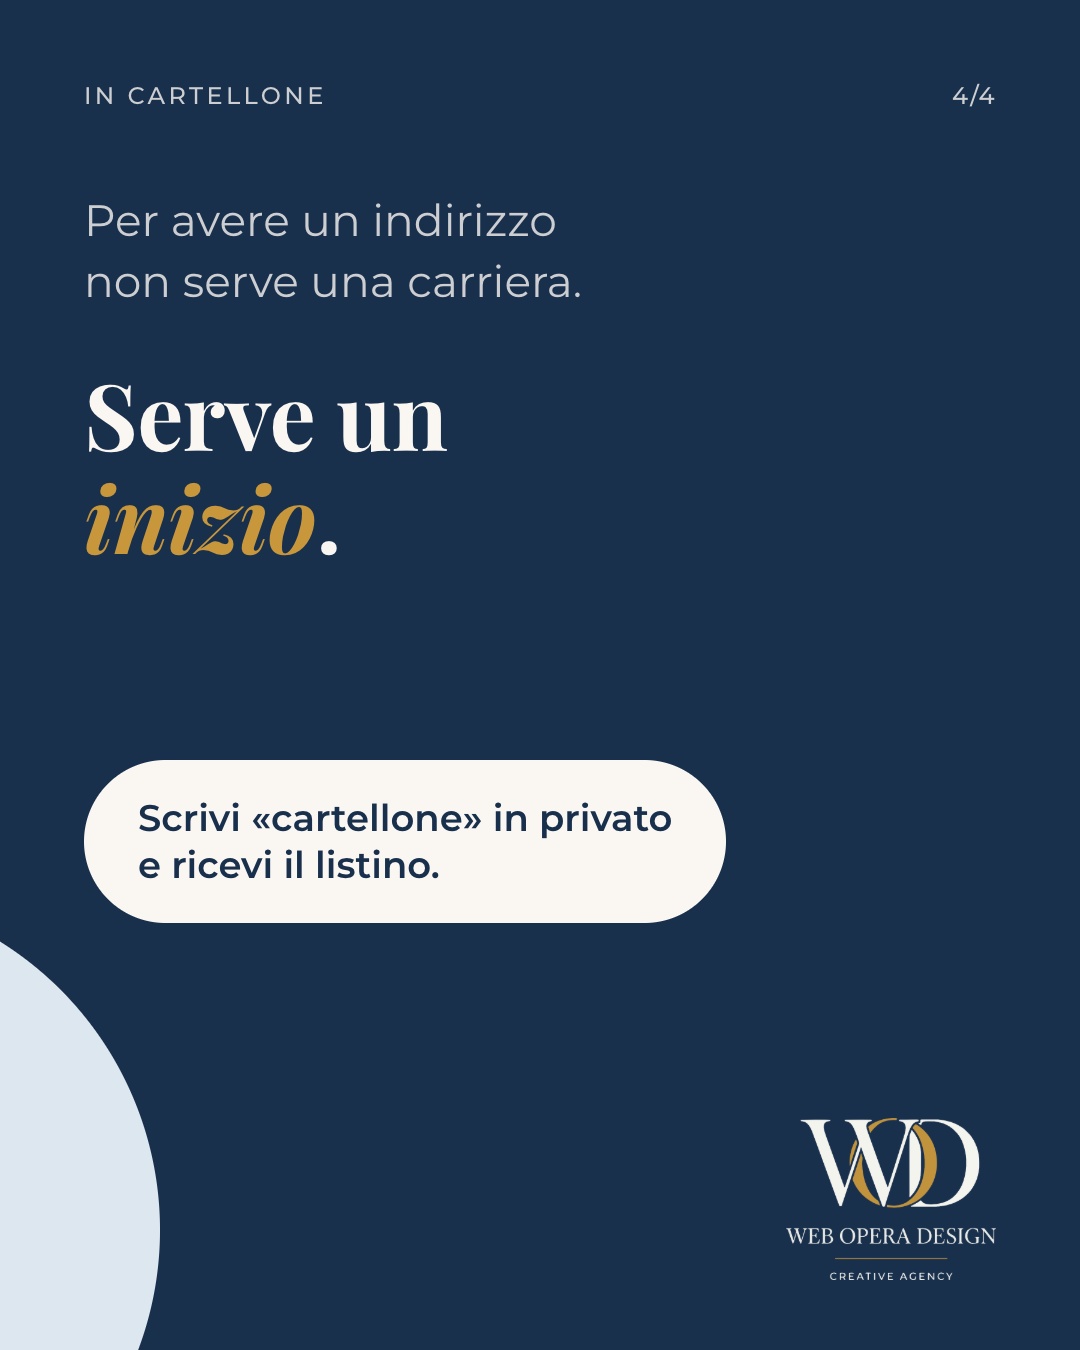 IN CARTELLONE
4/4
Per avere un indirizzo
non serve una carriera.
Serve un
inizio.
Scrivi «cartellone» in privato
e ricevi il listino.
WOD
WEB OPERA DESIGN
CREATIVE AGENCY